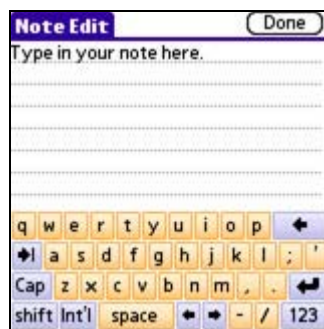 Note Edit Done
Type in your note here.
q w e r t y u i o p
a s d f g h j k l ; '
Cap z x c v b n m , .
shift Int'l space - / 123